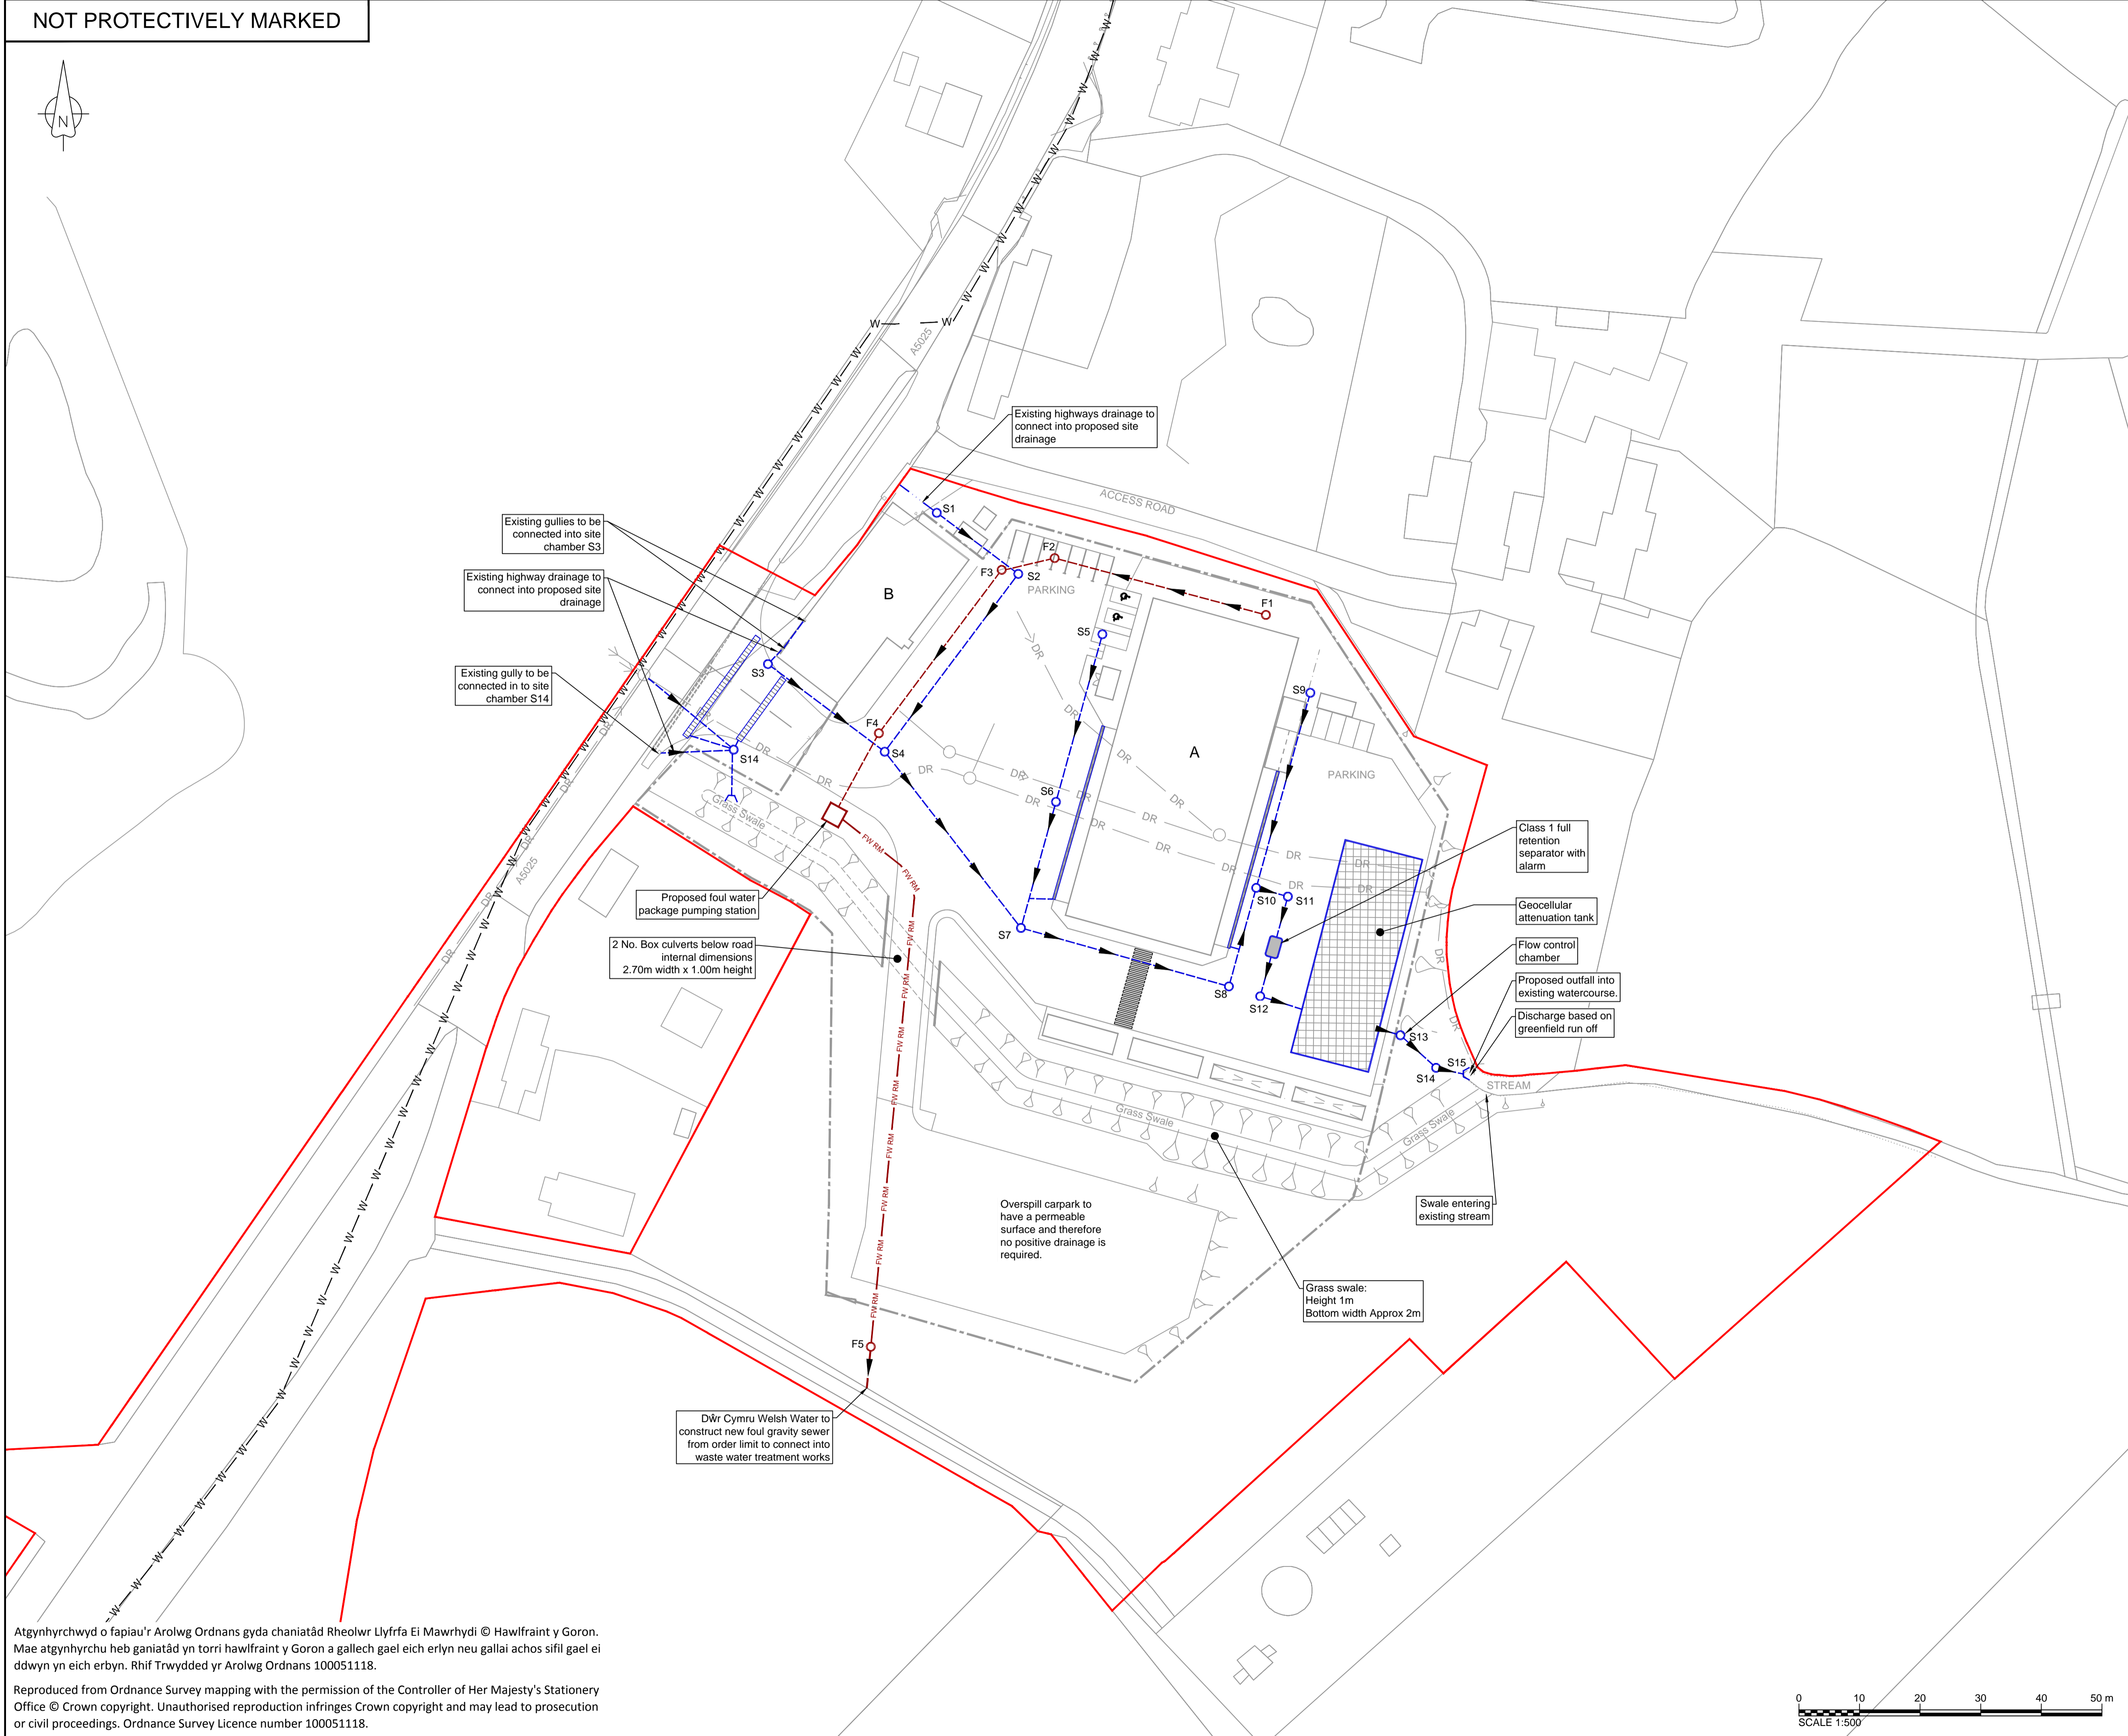 NOT PROTECTIVELY MARKED
N
A5025
Existing highways drainage to
connect into proposed site
drainage
ACCESS ROAD
Existing gullies to be
connected into site
chamber S3
Existing highway drainage to
connect into proposed site
drainage
Existing gully to be
connected in to site
chamber S14
S1
F2
F3
S2
PARKING
B
F1
S5
S3
S9
F4
S4
A
S14
PARKING
Grass Swale
S6
Class 1 full
retention
separator with
alarm
A5025
Proposed foul water
package pumping station
S10
S11
Geocellular
attenuation tank
S7
2 No. Box culverts below road
internal dimensions
2.70m width x 1.00m height
Flow control
chamber
S8
S12
Proposed outfall into
existing watercourse.
Discharge based on
greenfield run off
S13
S14
S15
STREAM
Grass Swale
Grass Swale
Overspill carpark to
have a permeable
surface and therefore
no positive drainage is
required.
Swale entering
existing stream
Grass swale:
Height 1m
Bottom width Approx 2m
F5
Dŵr Cymru Welsh Water to
construct new foul gravity sewer
from order limit to connect into
waste water treatment works
W
DR
FW RM
Atgynhyrchwyd o fapiau'r Arolwg Ordnans gyda chaniatâd Rheolwr Llyfrfa Ei Mawrhydi © Hawlfraint y Goron.
Mae atgynhyrchu heb ganiatâd yn torri hawlfraint y Goron a gallech gael eich erlyn neu gallai achos sifil gael ei
ddwyn yn eich erbyn. Rhif Trwydded yr Arolwg Ordnans 100051118.
Reproduced from Ordnance Survey mapping with the permission of the Controller of Her Majesty's Stationery
Office © Crown copyright. Unauthorised reproduction infringes Crown copyright and may lead to prosecution
or civil proceedings. Ordnance Survey Licence number 100051118.
0 10 20 30 40 50 m
SCALE 1:500